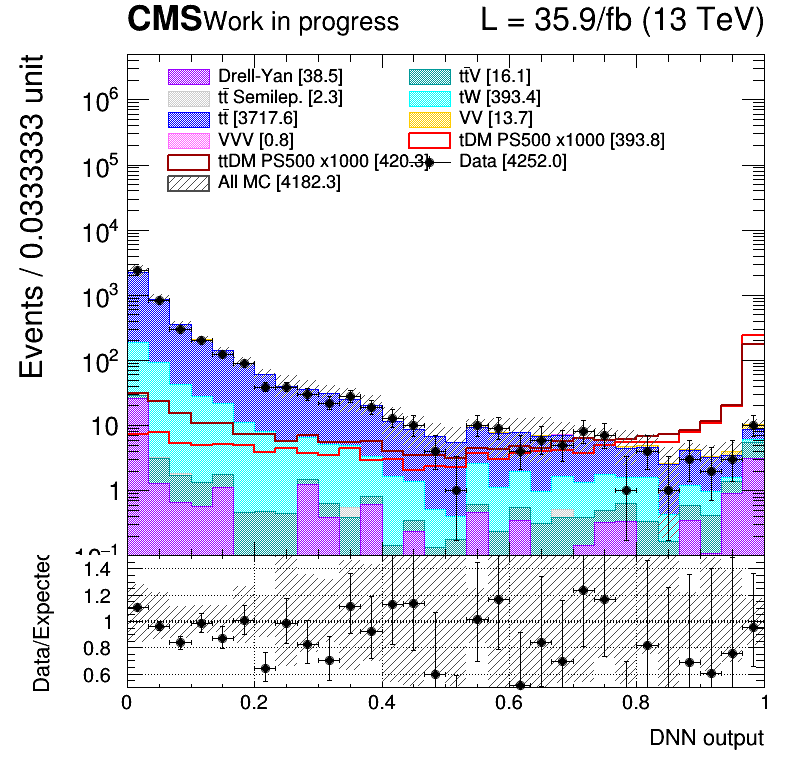 CMS Work in progress L = 35.9/fb (13 TeV)
Events / 0.0333333 unit
Drell-Yan [38.5] tt̄V [16.1]
tt̄ Semilep. [2.3] tW [393.4]
tt̄ [3717.6] VV [13.7]
VVV [0.8] tDM PS500 x1000 [393.8]
ttDM PS500 x1000 [420.3] Data [4252.0]
All MC [4182.3]
10⁶
10⁵
10⁴
10³
10²
10
1
10⁻¹
Data/Expected
1.4
1.2
1
0.8
0.6
0 0.2 0.4 0.6 0.8 1
DNN output